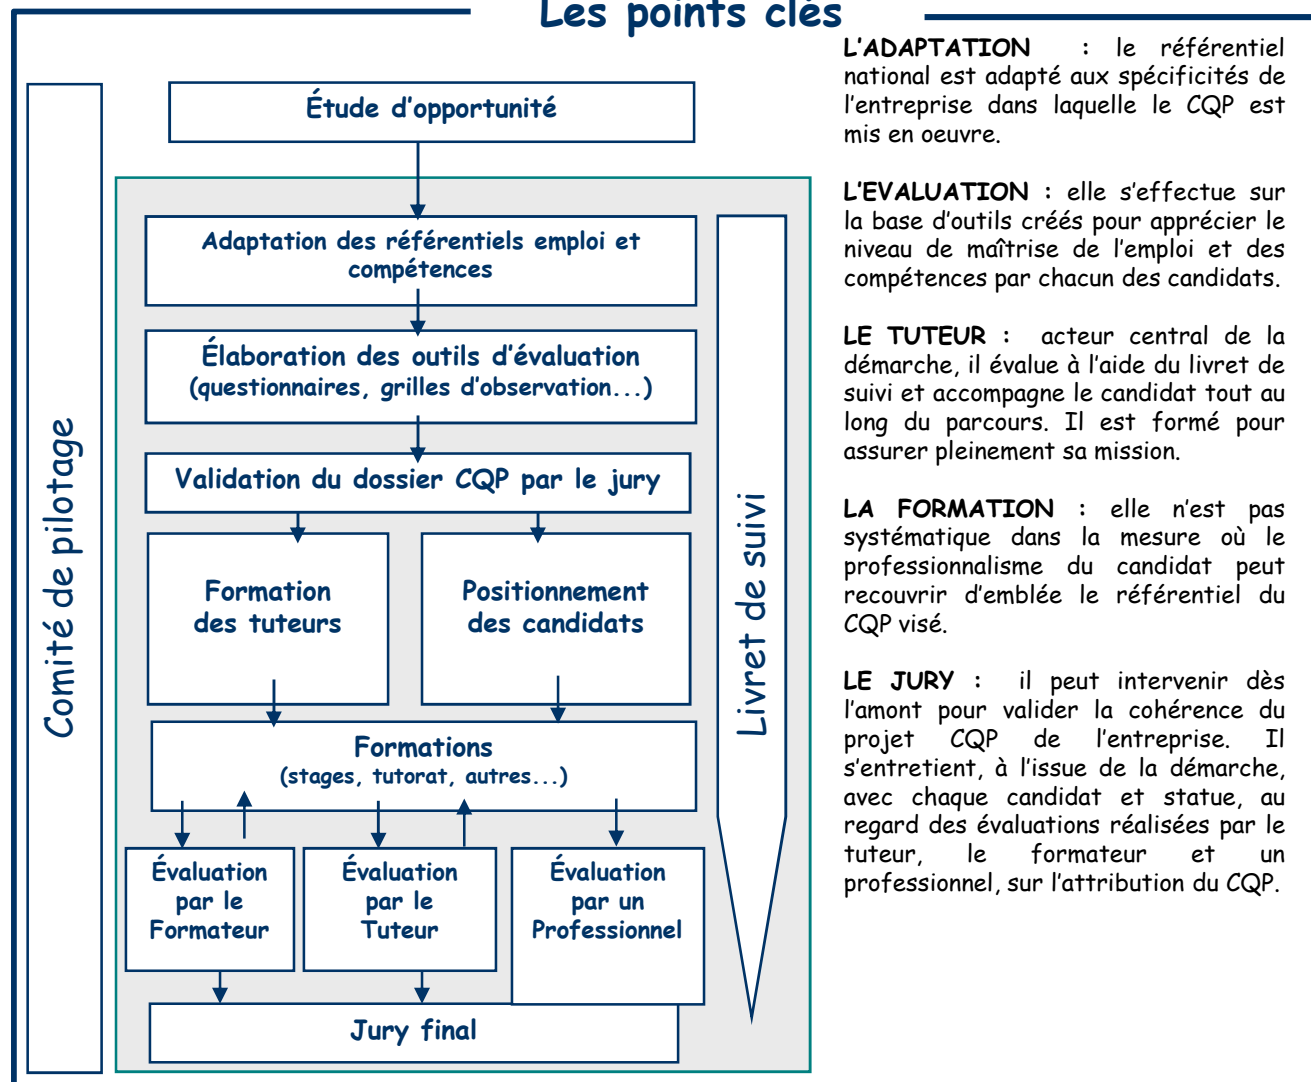 Les points clés
Comité de pilotage
Étude d'opportunité
Adaptation des référentiels emploi et
compétences
Élaboration des outils d'évaluation
(questionnaires, grilles d'observation...)
Validation du dossier CQP par le jury
Formation
des tuteurs
Positionnement
des candidats
Formations
(stages, tutorat, autres...)
Évaluation
par le
Formateur
Évaluation
par le
Tuteur
Évaluation
par un
Professionnel
Jury final
Livret de suivi
L'ADAPTATION : le référentiel
national est adapté aux spécificités de
l'entreprise dans laquelle le CQP est
mis en oeuvre.
L'EVALUATION : elle s'effectue sur
la base d'outils créés pour apprécier le
niveau de maîtrise de l'emploi et des
compétences par chacun des candidats.
LE TUTEUR : acteur central de la
démarche, il évalue à l'aide du livret de
suivi et accompagne le candidat tout au
long du parcours. Il est formé pour
assurer pleinement sa mission.
LA FORMATION : elle n'est pas
systématique dans la mesure où le
professionnalisme du candidat peut
recouvrir d'emblée le référentiel du
CQP visé.
LE JURY : il peut intervenir dès
l'amont pour valider la cohérence du
projet CQP de l'entreprise. Il
s'entretient, à l'issue de la démarche,
avec chaque candidat et statue, au
regard des évaluations réalisées par le
tuteur, le formateur et un
professionnel, sur l'attribution du CQP.